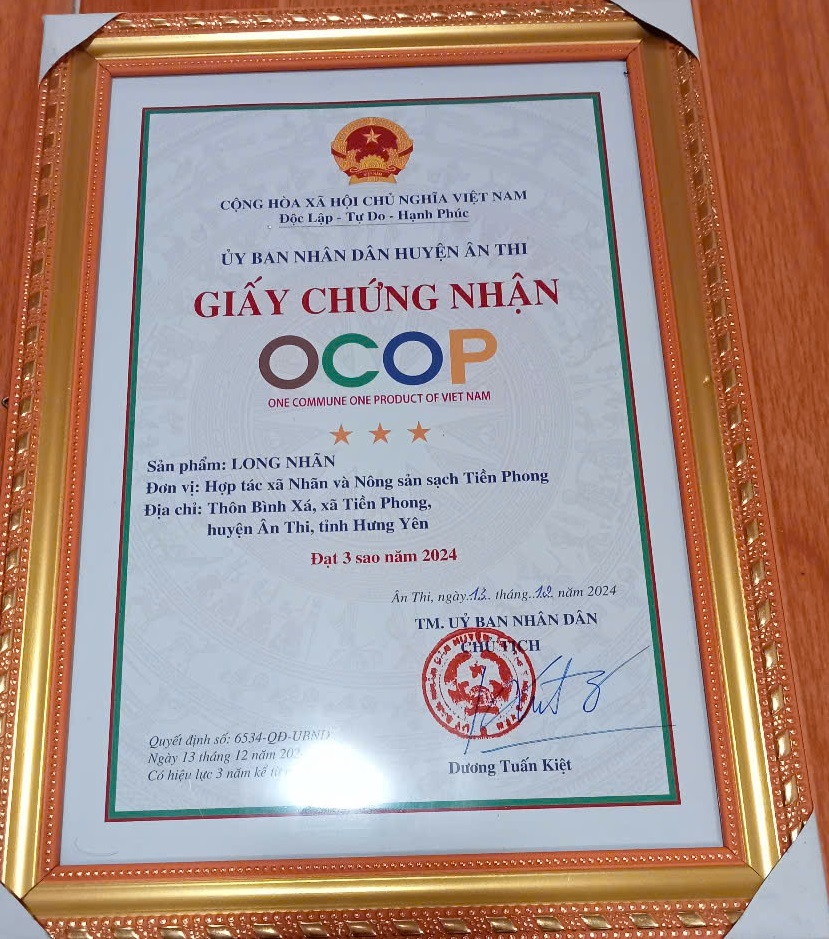 CỘNG HÒA XÃ HỘI CHỦ NGHĨA VIỆT NAM
Độc Lập - Tự Do - Hạnh Phúc
ỦY BAN NHÂN DÂN HUYỆN ÂN THI
GIẤY CHỨNG NHẬN
OCOP
ONE COMMUNE ONE PRODUCT OF VIET NAM
Sản phẩm: LONG NHÃN
Đơn vị: Hợp tác xã Nhãn và Nông sản sạch Tiền Phong
Địa chỉ: Thôn Bình Xá, xã Tiền Phong,
huyện Ân Thi, tỉnh Hưng Yên
Đạt 3 sao năm 2024
Ân Thi, ngày.13. tháng..12. năm 2024
TM. UỶ BAN NHÂN DÂN
CHỦ TỊCH
Quyết định số: 6534-QĐ-UBND
Ngày 13 tháng 12 năm
Có hiệu lực 3 năm kể từ
Dương Tuấn Kiệt